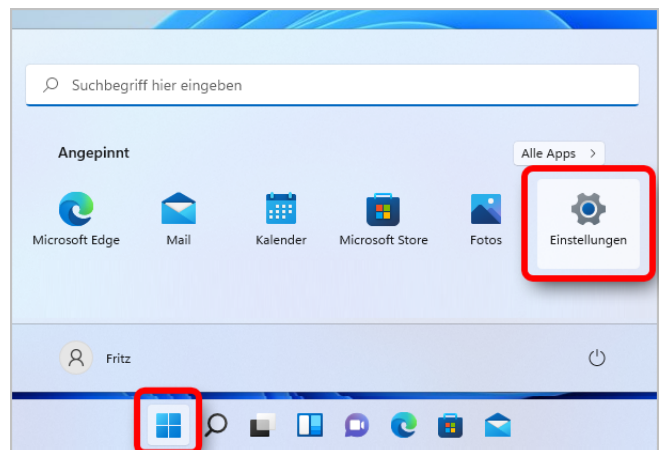 Suchbegriff hier eingeben
Angepinnt
Alle Apps
Microsoft Edge
Mail
Kalender
Microsoft Store
Fotos
Einstellungen
Fritz